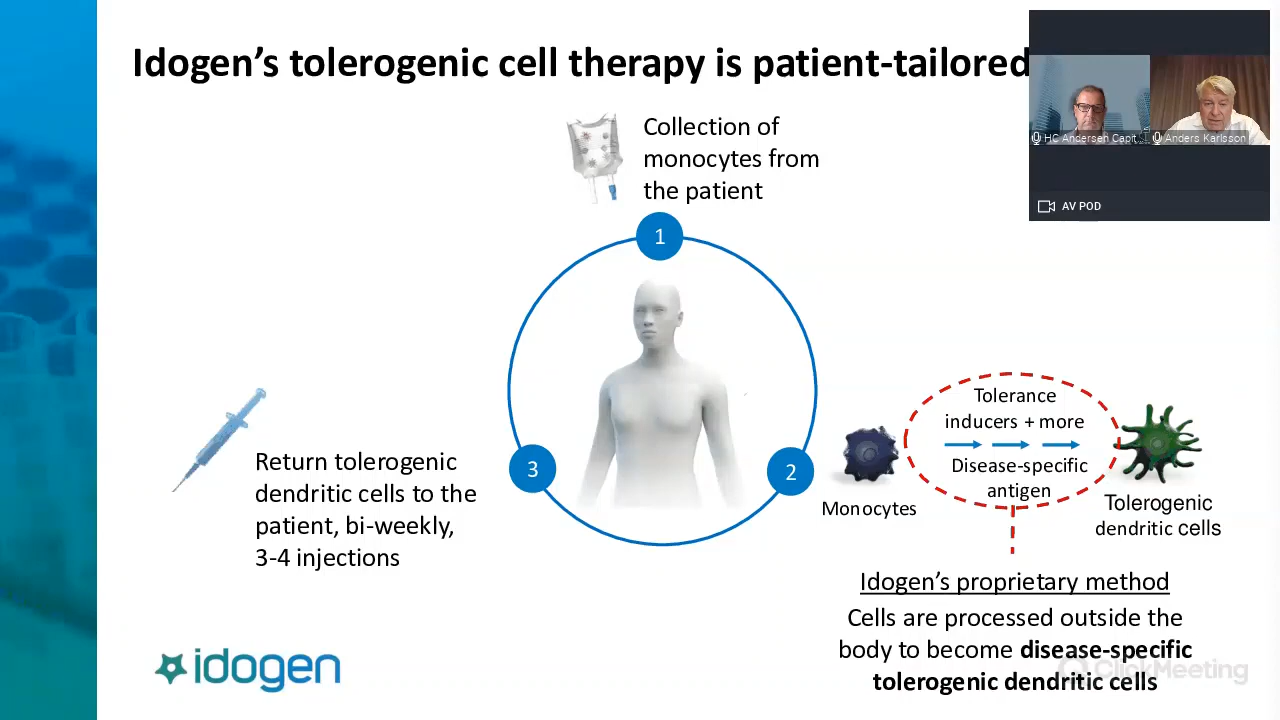 Idogen's tolerogenic cell therapy is patient-tailored
HC Andersen Capit
Anders Karlsson
AV POD
Collection of
monocytes from
the patient
1
2
3
Tolerance
inducers + more
Disease-specific
antigen
Monocytes
Tolerogenic
dendritic cells
Return tolerogenic
dendritic cells to the
patient, bi-weekly,
3-4 injections
Idogen's proprietary method
Cells are processed outside the
body to become disease-specific
tolerogenic dendritic cells
idogen
ClickMeeting